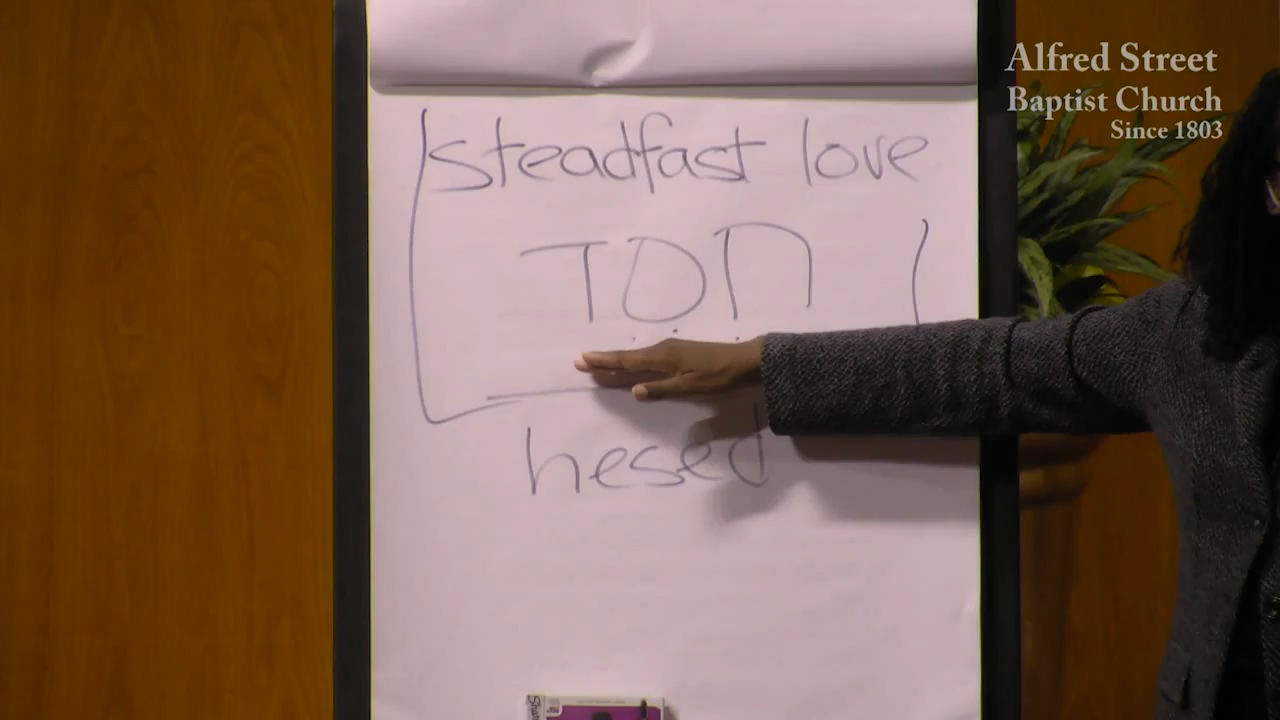 steadfast love
חסד
hesed
Alfred Street
Baptist Church
Since 1803